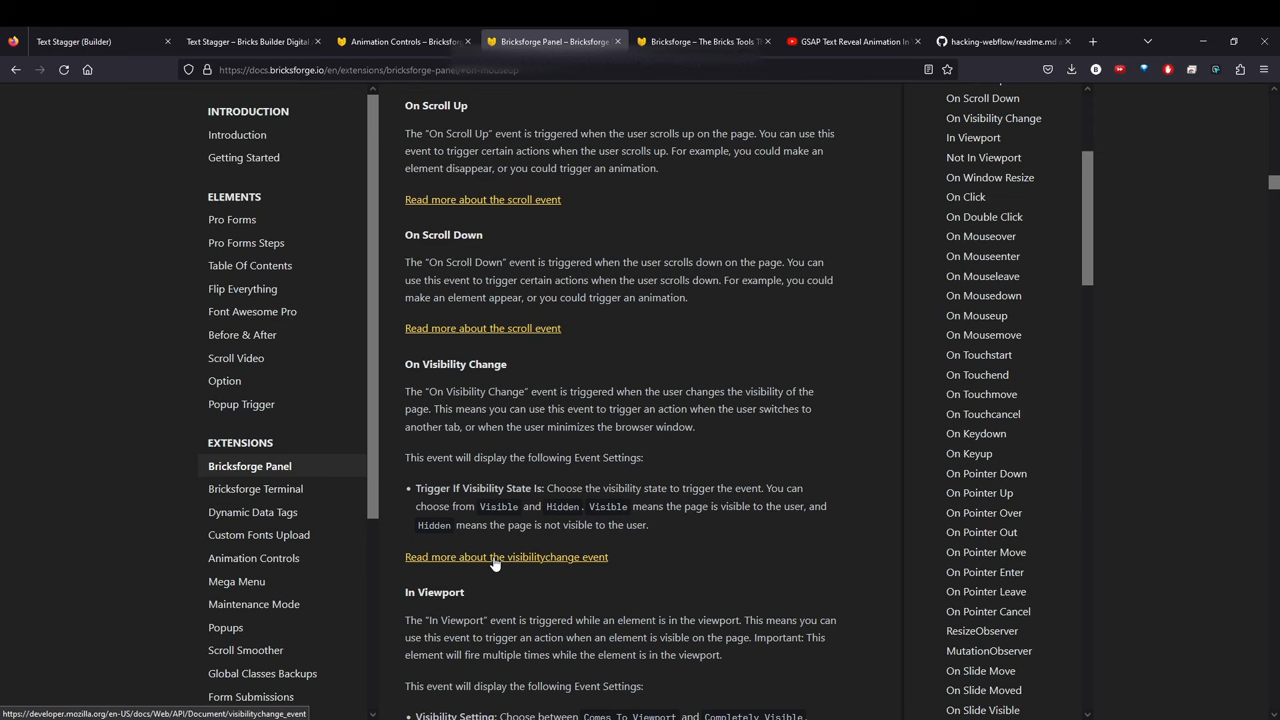 Text Stagger (Builder)
Text Stagger – Bricks Builder Digital
Animation Controls – Bricksforg
Bricksforge Panel – Bricksforge
Bricksforge – The Bricks Tools T
GSAP Text Reveal Animation In
hacking-webflow/readme.md a
https://docs.bricksforge.io/en/extensions/bricksforge-panel/#on-mouseup
INTRODUCTION
Introduction
Getting Started
ELEMENTS
Pro Forms
Pro Forms Steps
Table Of Contents
Flip Everything
Font Awesome Pro
Before & After
Scroll Video
Option
Popup Trigger
EXTENSIONS
Bricksforge Panel
Bricksforge Terminal
Dynamic Data Tags
Custom Fonts Upload
Animation Controls
Mega Menu
Maintenance Mode
Popups
Scroll Smoother
Global Classes Backups
Form Submissions
On Scroll Up
The “On Scroll Up” event is triggered when the user scrolls up on the page. You can use this
event to trigger certain actions when the user scrolls up. For example, you could make an
element disappear, or you could trigger an animation.
Read more about the scroll event
On Scroll Down
The “On Scroll Down” event is triggered when the user scrolls down on the page. You can
use this event to trigger certain actions when the user scrolls down. For example, you could
make an element appear, or you could trigger an animation.
Read more about the scroll event
On Visibility Change
The “On Visibility Change” event is triggered when the user changes the visibility of the
page. This means you can use this event to trigger an action when the user switches to
another tab, or when the user minimizes the browser window.
This event will display the following Event Settings:
• Trigger If Visibility State Is: Choose the visibility state to trigger the event. You can
choose from Visible and Hidden. Visible means the page is visible to the user, and
Hidden means the page is not visible to the user.
Read more about the visibilitychange event
In Viewport
The “In Viewport” event is triggered while an element is in the viewport. This means you can
use this event to trigger an action when an element is visible on the page. Important: This
element will fire multiple times while the element is in the viewport.
This event will display the following Event Settings:
• Visibility Setting: Choose between Comes To Viewport and Completely Visible.
On Scroll Down
On Visibility Change
In Viewport
Not In Viewport
On Window Resize
On Click
On Double Click
On Mouseover
On Mouseenter
On Mouseleave
On Mousedown
On Mouseup
On Mousemove
On Touchstart
On Touchend
On Touchmove
On Touchcancel
On Keydown
On Keyup
On Pointer Down
On Pointer Up
On Pointer Over
On Pointer Out
On Pointer Move
On Pointer Enter
On Pointer Leave
On Pointer Cancel
ResizeObserver
MutationObserver
On Slide Move
On Slide Moved
On Slide Visible
https://developer.mozilla.org/en-US/docs/Web/API/Document/visibilitychange_event